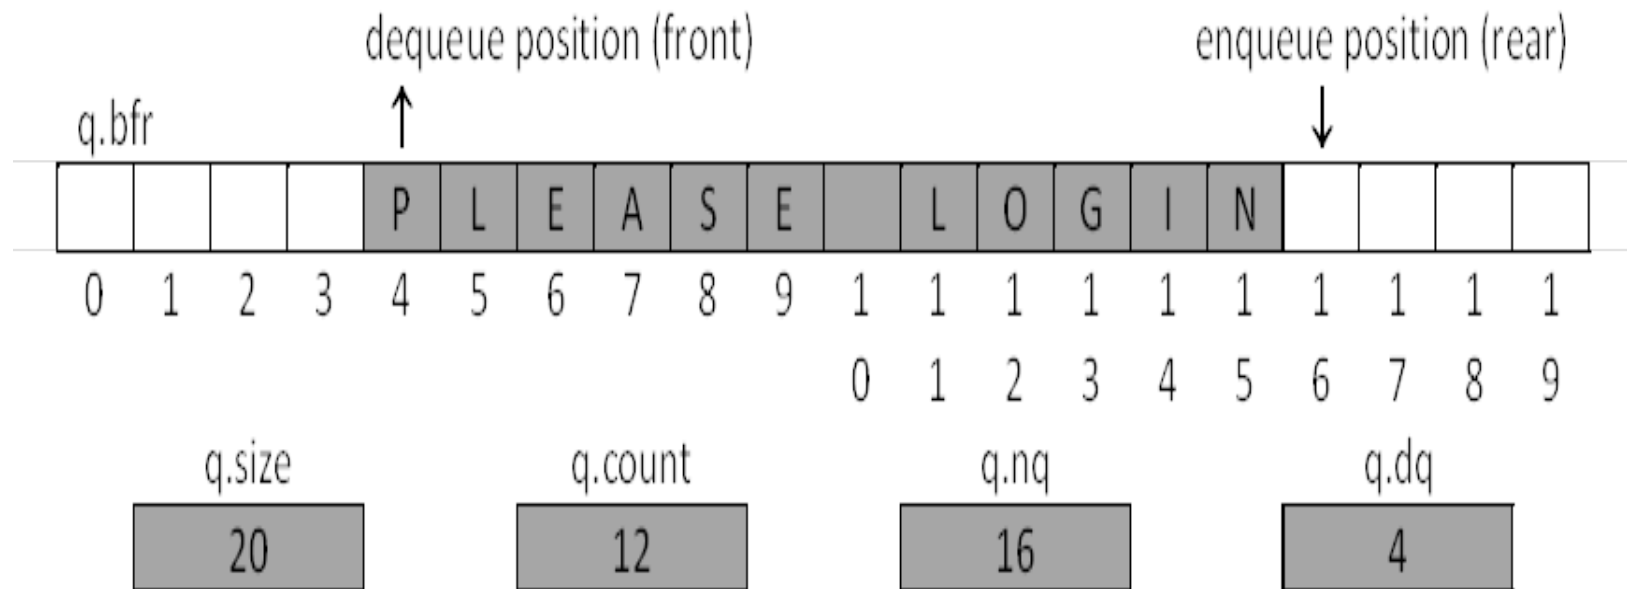 dequeue position (front) enqueue position (rear)
q.bfr
P L E A S E L O G I N
0 1 2 3 4 5 6 7 8 9 1 1 1 1 1 1 1 1 1 1
0 1 2 3 4 5 6 7 8 9
q.size q.count q.nq q.dq
20 12 16 4